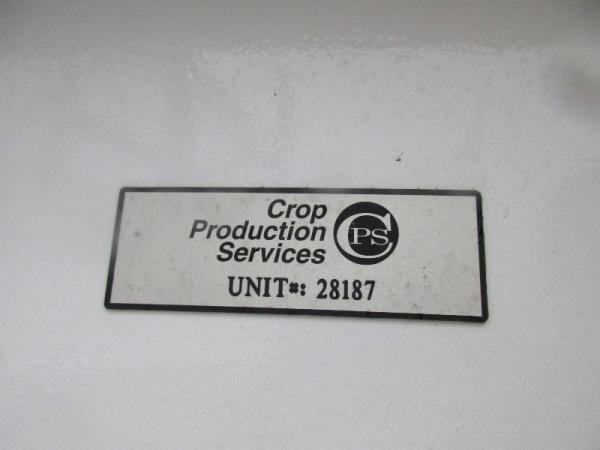 Crop
Production
Services
CPS
UNIT#: 28187